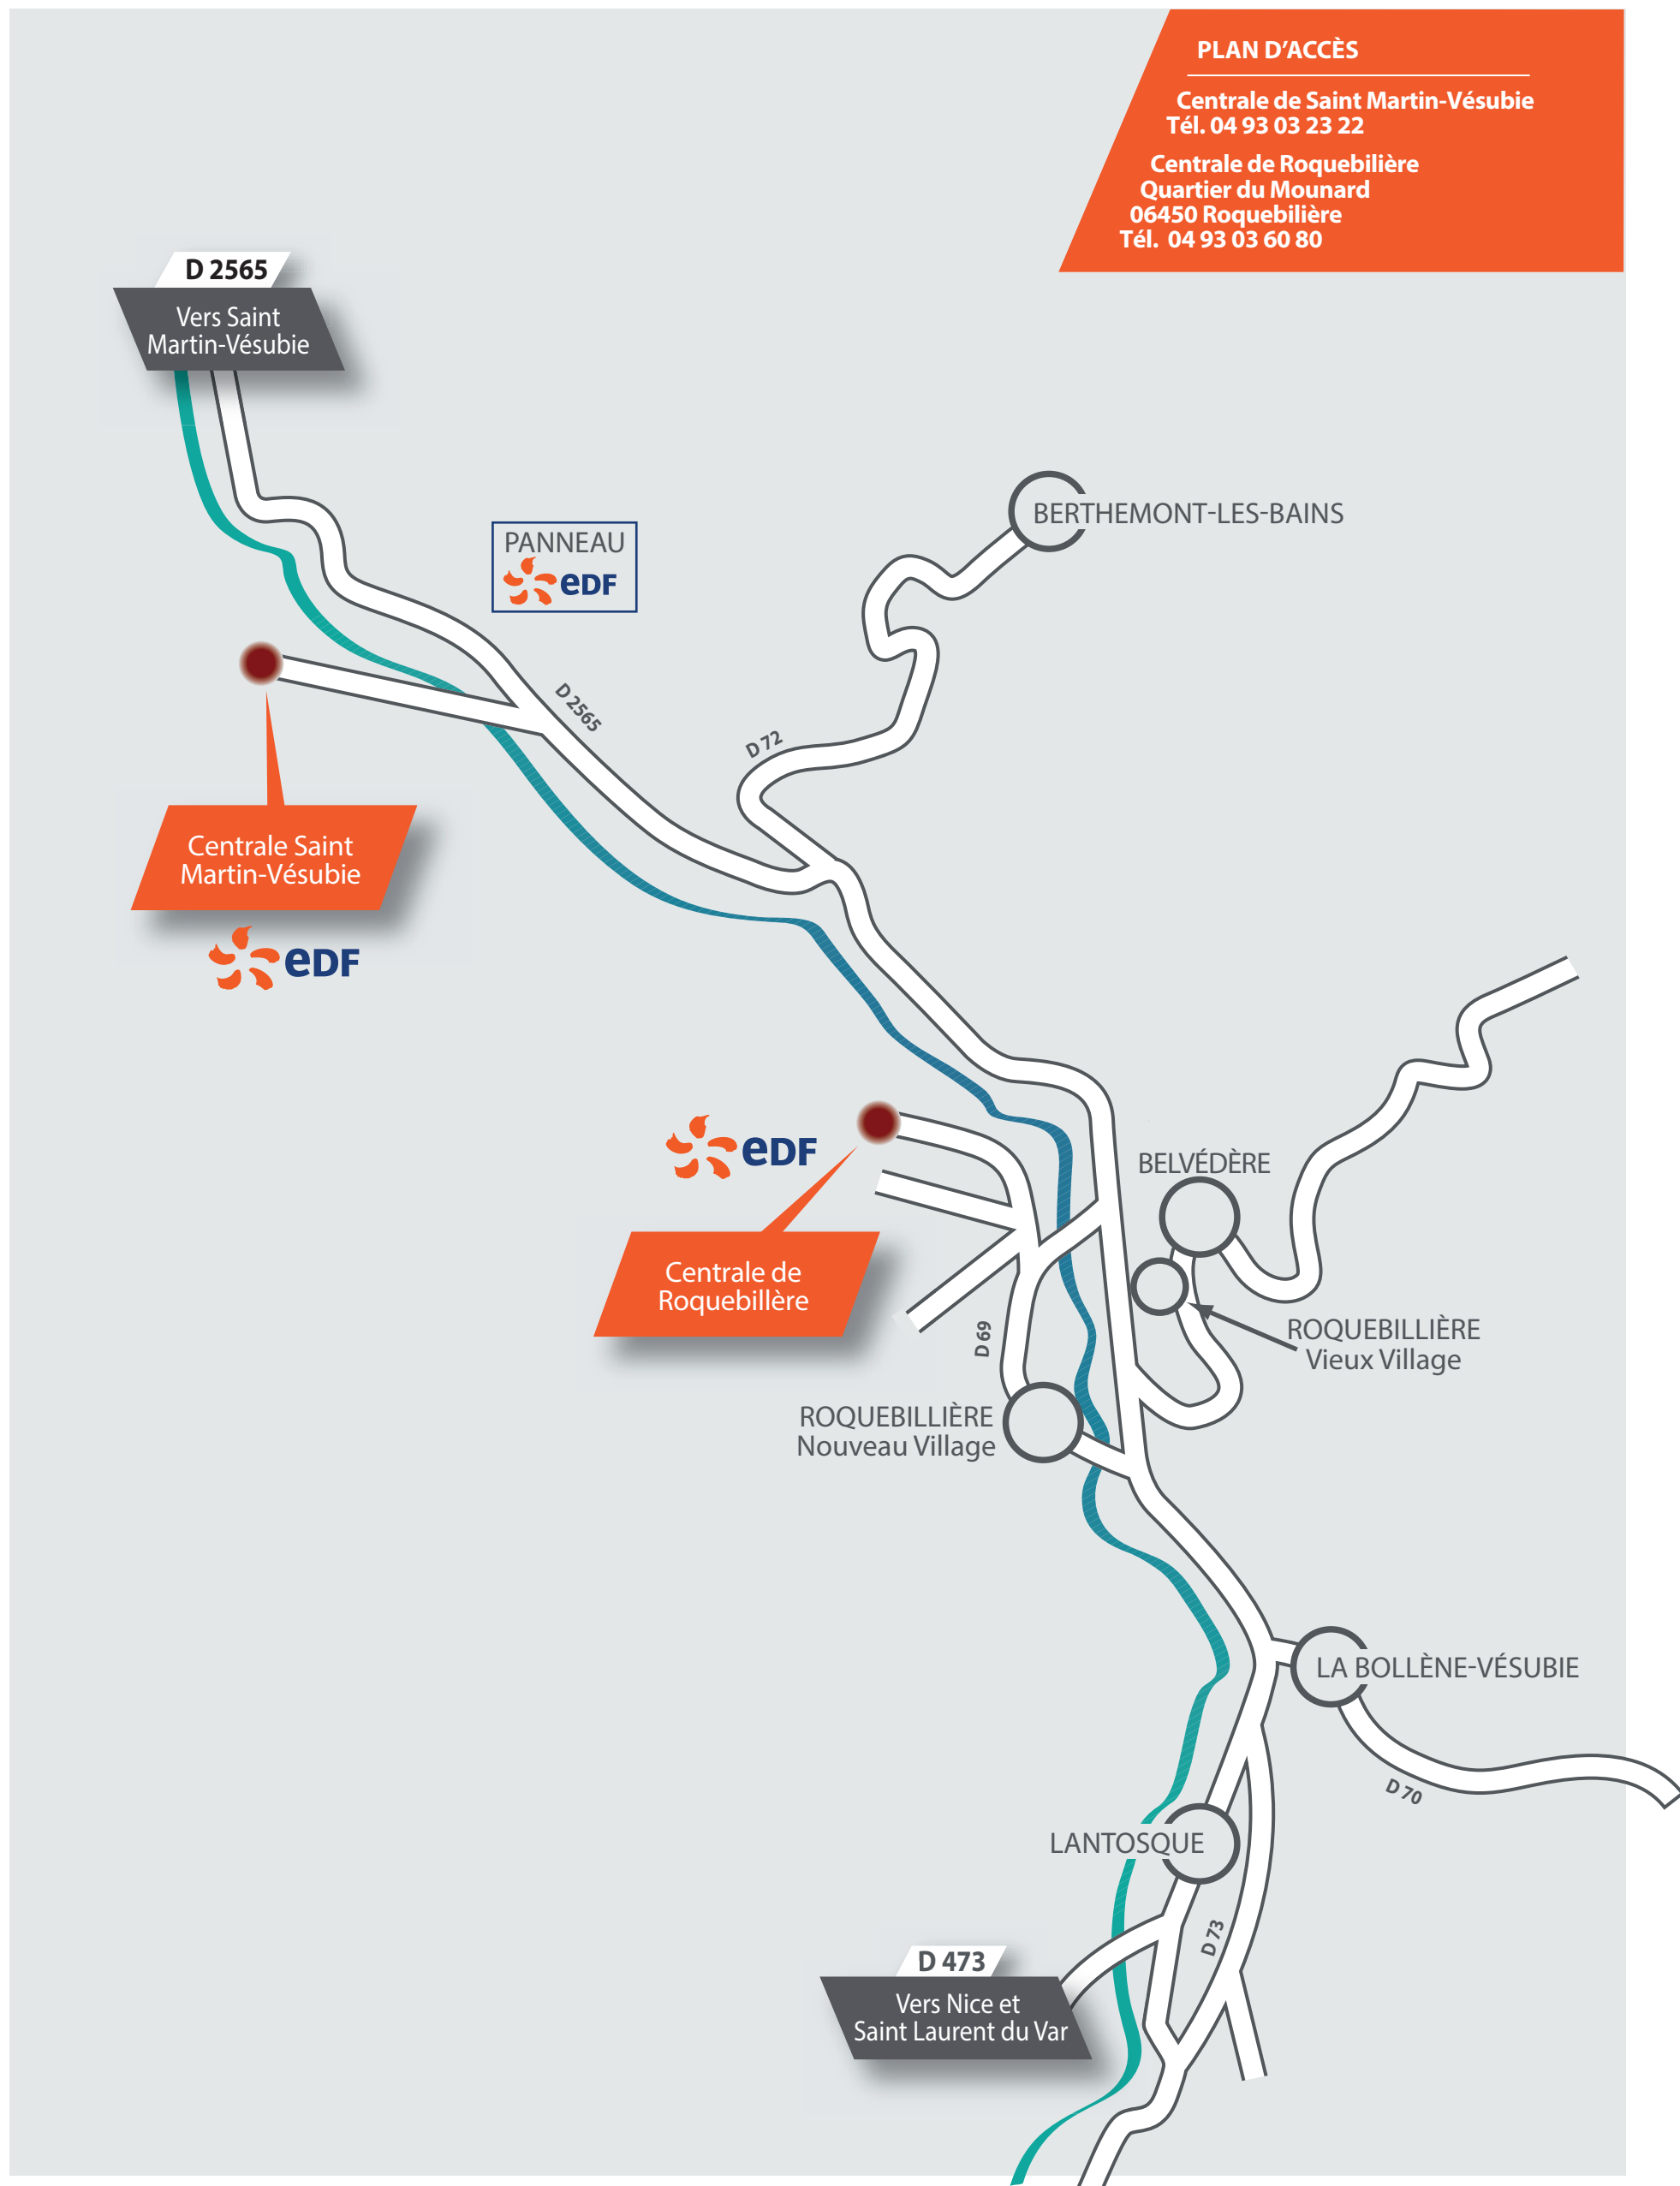 PLAN D'ACCÈS
Centrale de Saint Martin-Vésubie
Tél. 04 93 03 23 22
Centrale de Roquebilière
Quartier du Mounard
06450 Roquebilière
Tél. 04 93 03 60 80
D 2565
Vers Saint
Martin-Vésubie
BERTHEMONT-LES-BAINS
PANNEAU
eDF
D 2565
D 72
Centrale Saint
Martin-Vésubie
eDF
eDF
BELVÉDÈRE
Centrale de
Roquebillère
D 69
ROQUEBILLIÈRE
Vieux Village
ROQUEBILLIÈRE
Nouveau Village
LA BOLLÈNE-VÉSUBIE
D 70
LANTOSQUE
D 73
D 473
Vers Nice et
Saint Laurent du Var